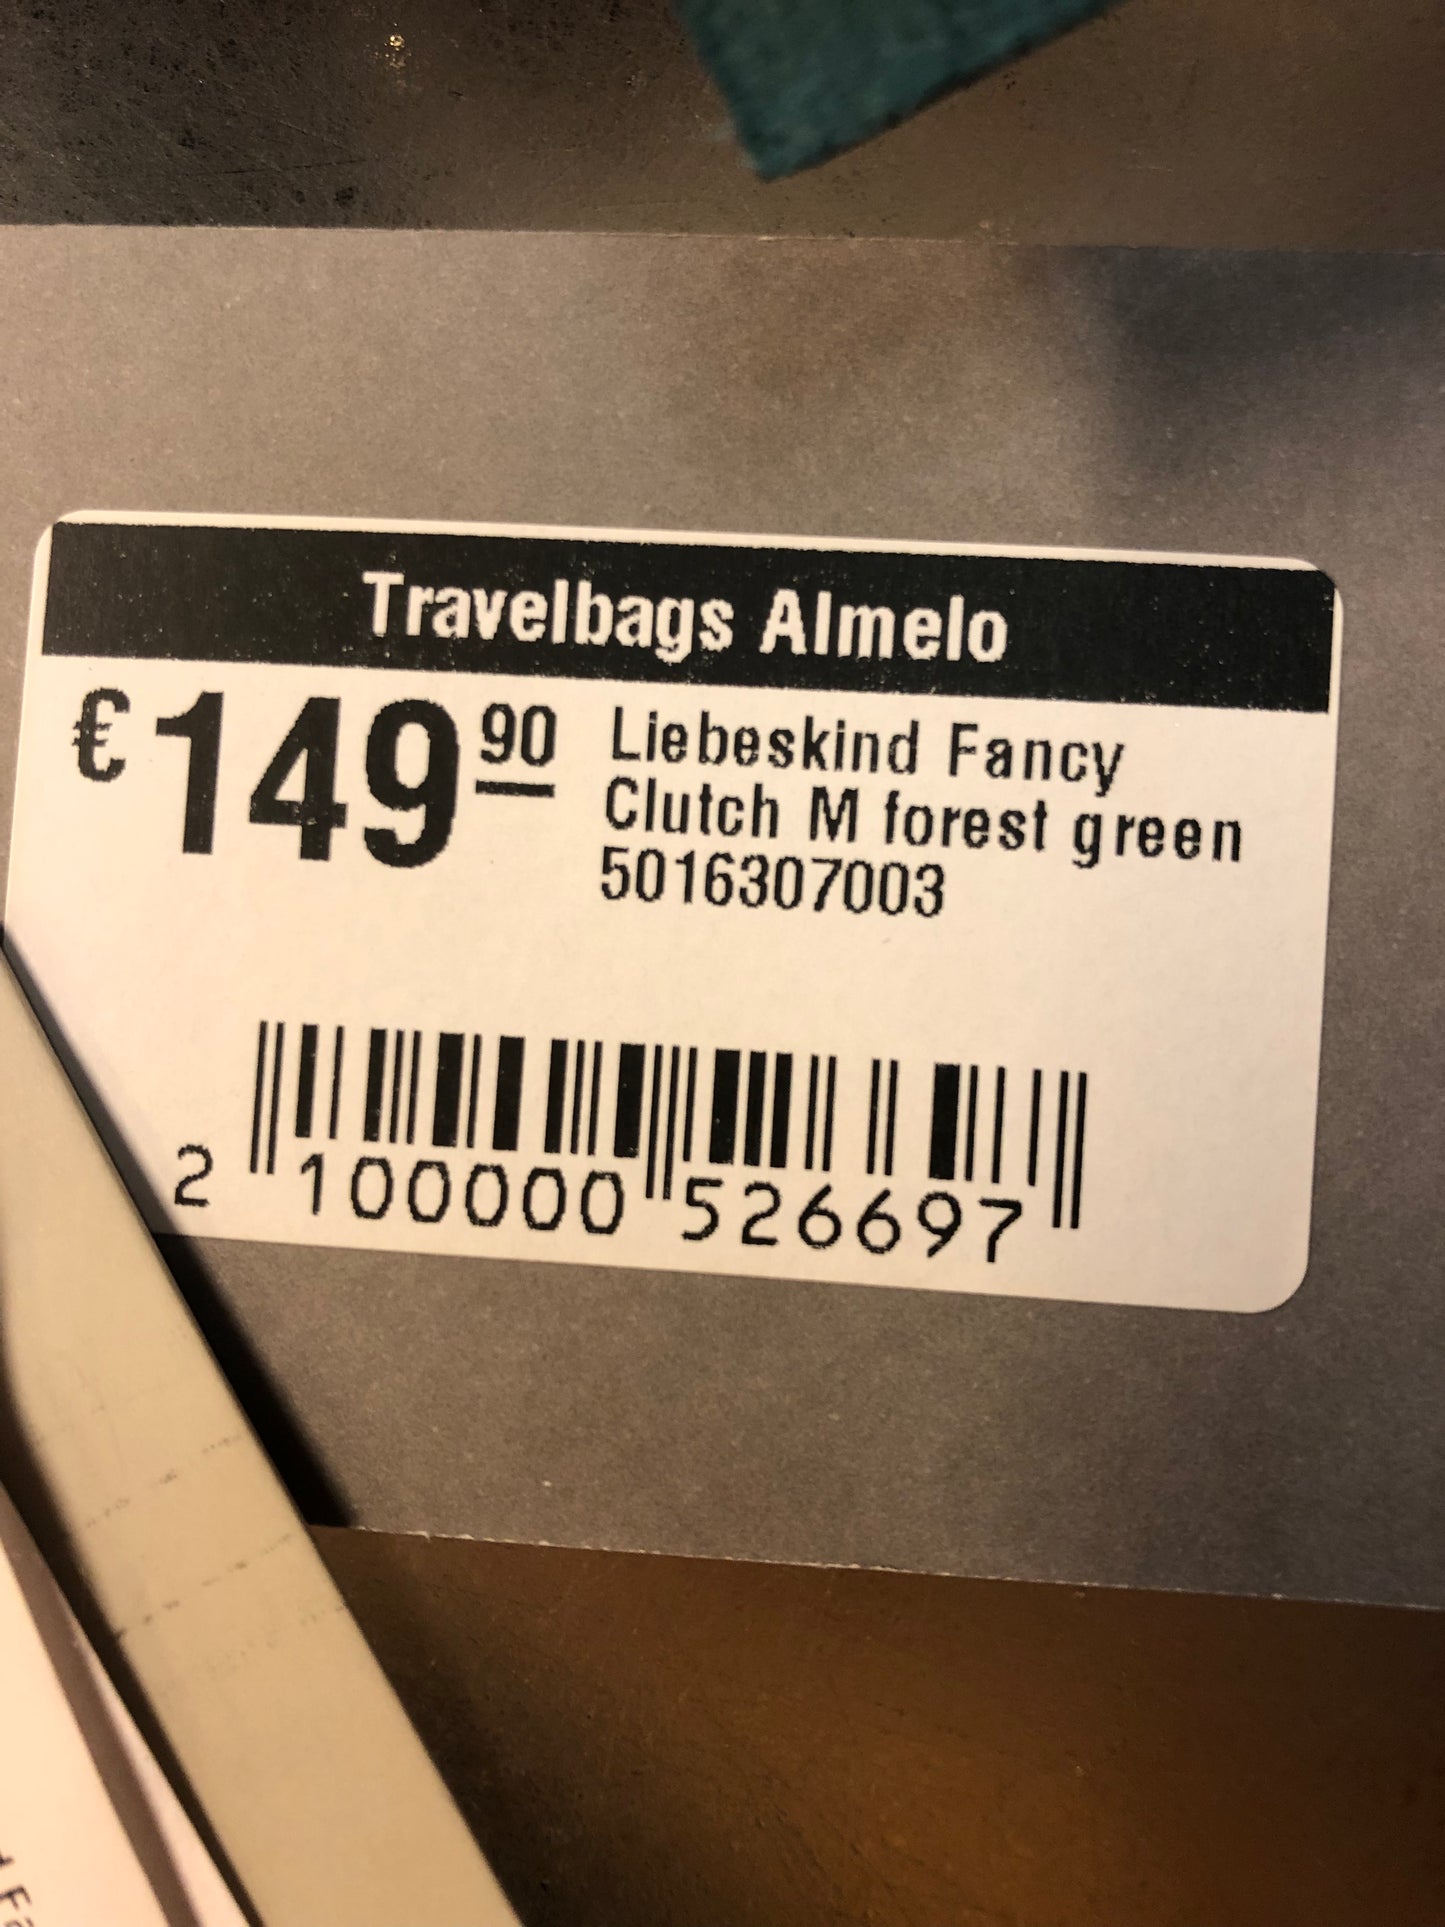 Travelbags Almelo
€ 149 90
Liebeskind Fancy
Clutch M forest green
5016307003
2 100000 526697